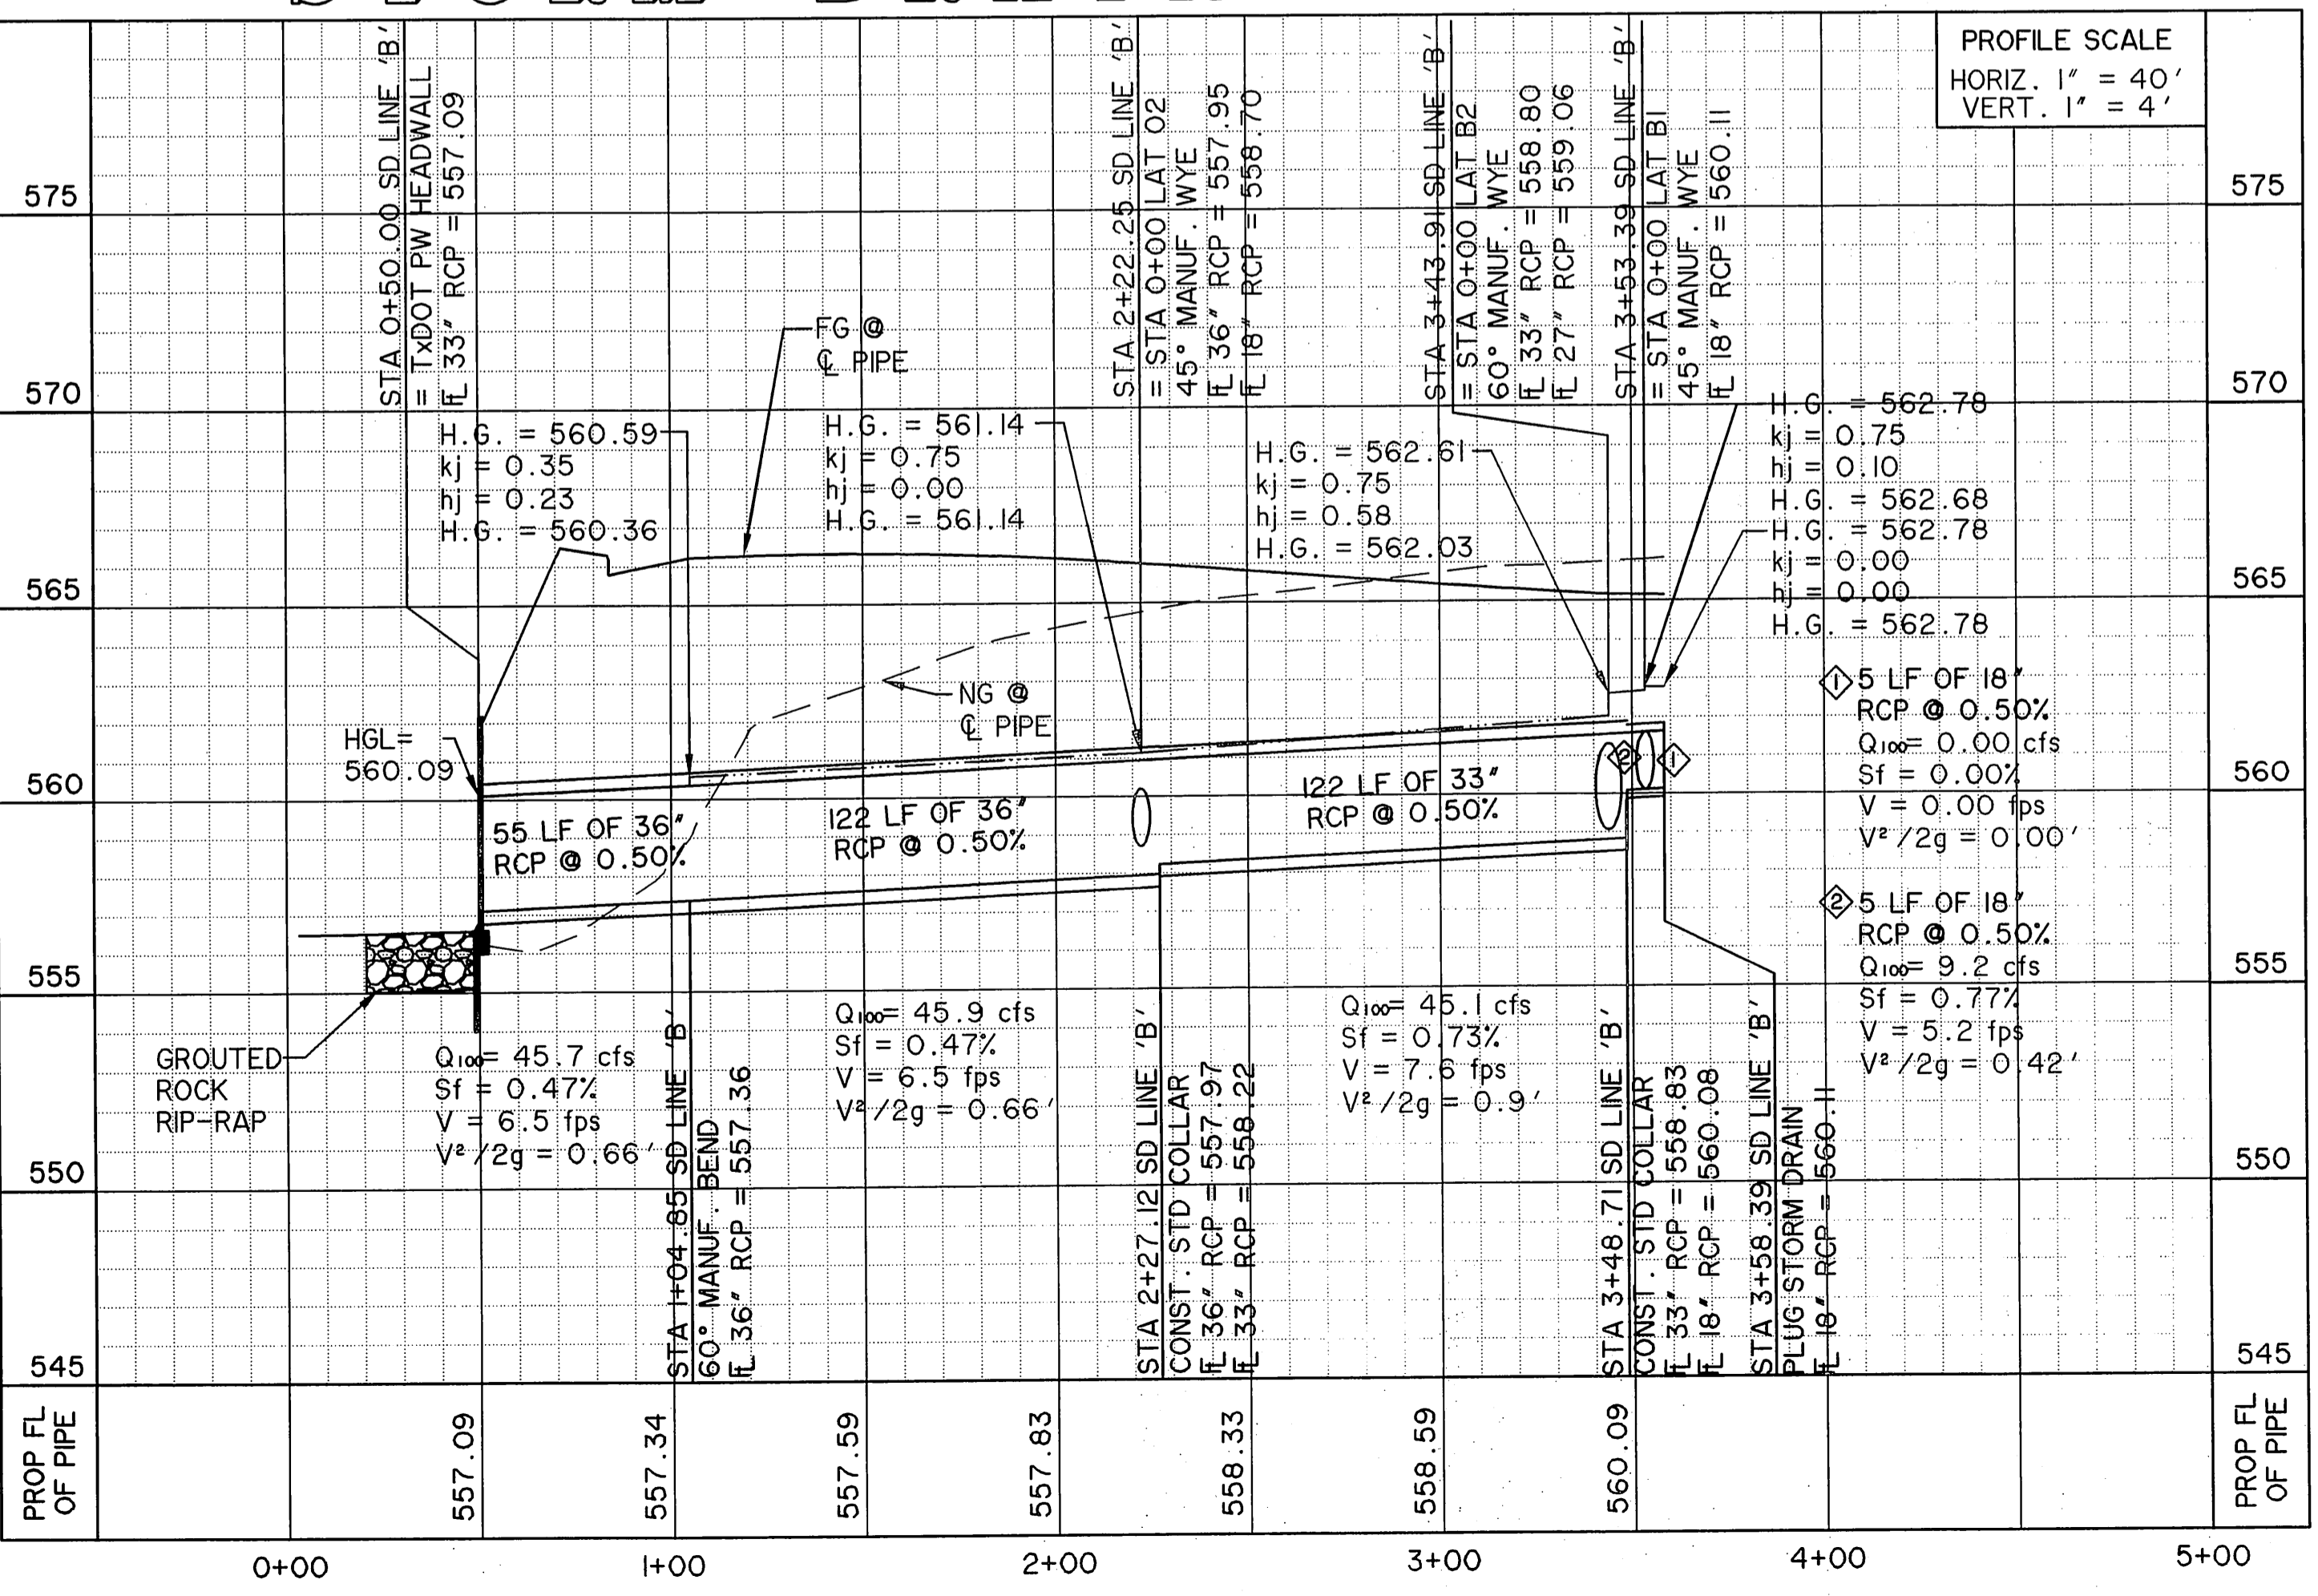 PROFILE SCALE
HORIZ. 1" = 40'
VERT. 1" = 4'
STA 0+50.00 SD LINE 'B'
= TxDOT PW HEADWALL
FL 33" RCP = 557.09
STA 2+22.25 SD LINE 'B'
= STA 0+00 LAT 02
45° MANUF. WYE
FL 36" RCP = 557.95
FL 18" RCP = 558.70
STA 3+43.91 SD LINE 'B'
= STA 0+00 LAT B2
60° MANUF. WYE
FL 33" RCP = 558.80
FL 27" RCP = 559.06
STA 3+53.39 SD LINE 'B'
= STA 0+00 LAT B1
45° MANUF. WYE
FL 18" RCP = 560.11
575
575
570
570
565
565
560
560
555
555
550
550
545
545
FG @
CL PIPE
H.G. = 560.59
kj = 0.35
hj = 0.23
H.G. = 560.36
H.G. = 561.14
kj = 0.75
hj = 0.00
H.G. = 561.14
H.G. = 562.61
kj = 0.75
hj = 0.58
H.G. = 562.03
H.G. = 562.78
kj = 0.75
hj = 0.10
H.G. = 562.68
H.G. = 562.78
kj = 0.00
hj = 0.00
H.G. = 562.78
NG @
CL PIPE
HGL=
560.09
55 LF OF 36"
RCP @ 0.50%
122 LF OF 36"
RCP @ 0.50%
122 LF OF 33"
RCP @ 0.50%
2
1
1 5 LF OF 18"
RCP @ 0.50%
Q100= 0.00 cfs
Sf = 0.00%
V = 0.00 fps
V²/2g = 0.00'
2 5 LF OF 18"
RCP @ 0.50%
Q100= 9.2 cfs
Sf = 0.77%
V = 5.2 fps
V²/2g = 0.42'
GROUTED
ROCK
RIP-RAP
Q100= 45.7 cfs
Sf = 0.47%
V = 6.5 fps
V²/2g = 0.66'
Q100= 45.9 cfs
Sf = 0.47%
V = 6.5 fps
V²/2g = 0.66'
Q100= 45.1 cfs
Sf = 0.73%
V = 7.6 fps
V²/2g = 0.9'
STA 1+04.85 SD LINE 'B'
60° MANUF. BEND
FL 36" RCP = 557.36
STA 2+27.12 SD LINE 'B'
CONST. STD COLLAR
FL 36" RCP = 557.97
FL 33" RCP = 558.22
STA 3+48.71 SD LINE 'B'
CONST. STD COLLAR
FL 33" RCP = 558.83
FL 18" RCP = 560.08
STA 3+58.39 SD LINE 'B'
PLUG STORM DRAIN
FL 18" RCP = 560.11
PROP FL
OF PIPE
557.09
557.34
557.59
557.83
558.33
558.59
560.09
PROP FL
OF PIPE
0+00
1+00
2+00
3+00
4+00
5+00